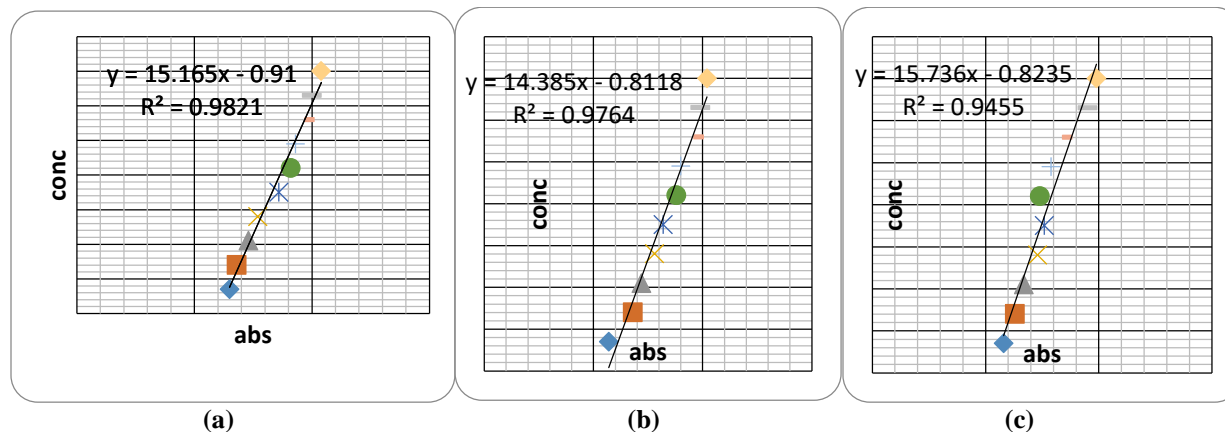 y = 15.165x - 0.91
R² = 0.9821
conc
abs
(a)
y = 14.385x - 0.8118
R² = 0.9764
conc
abs
(b)
y = 15.736x - 0.8235
R² = 0.9455
conc
abs
(c)